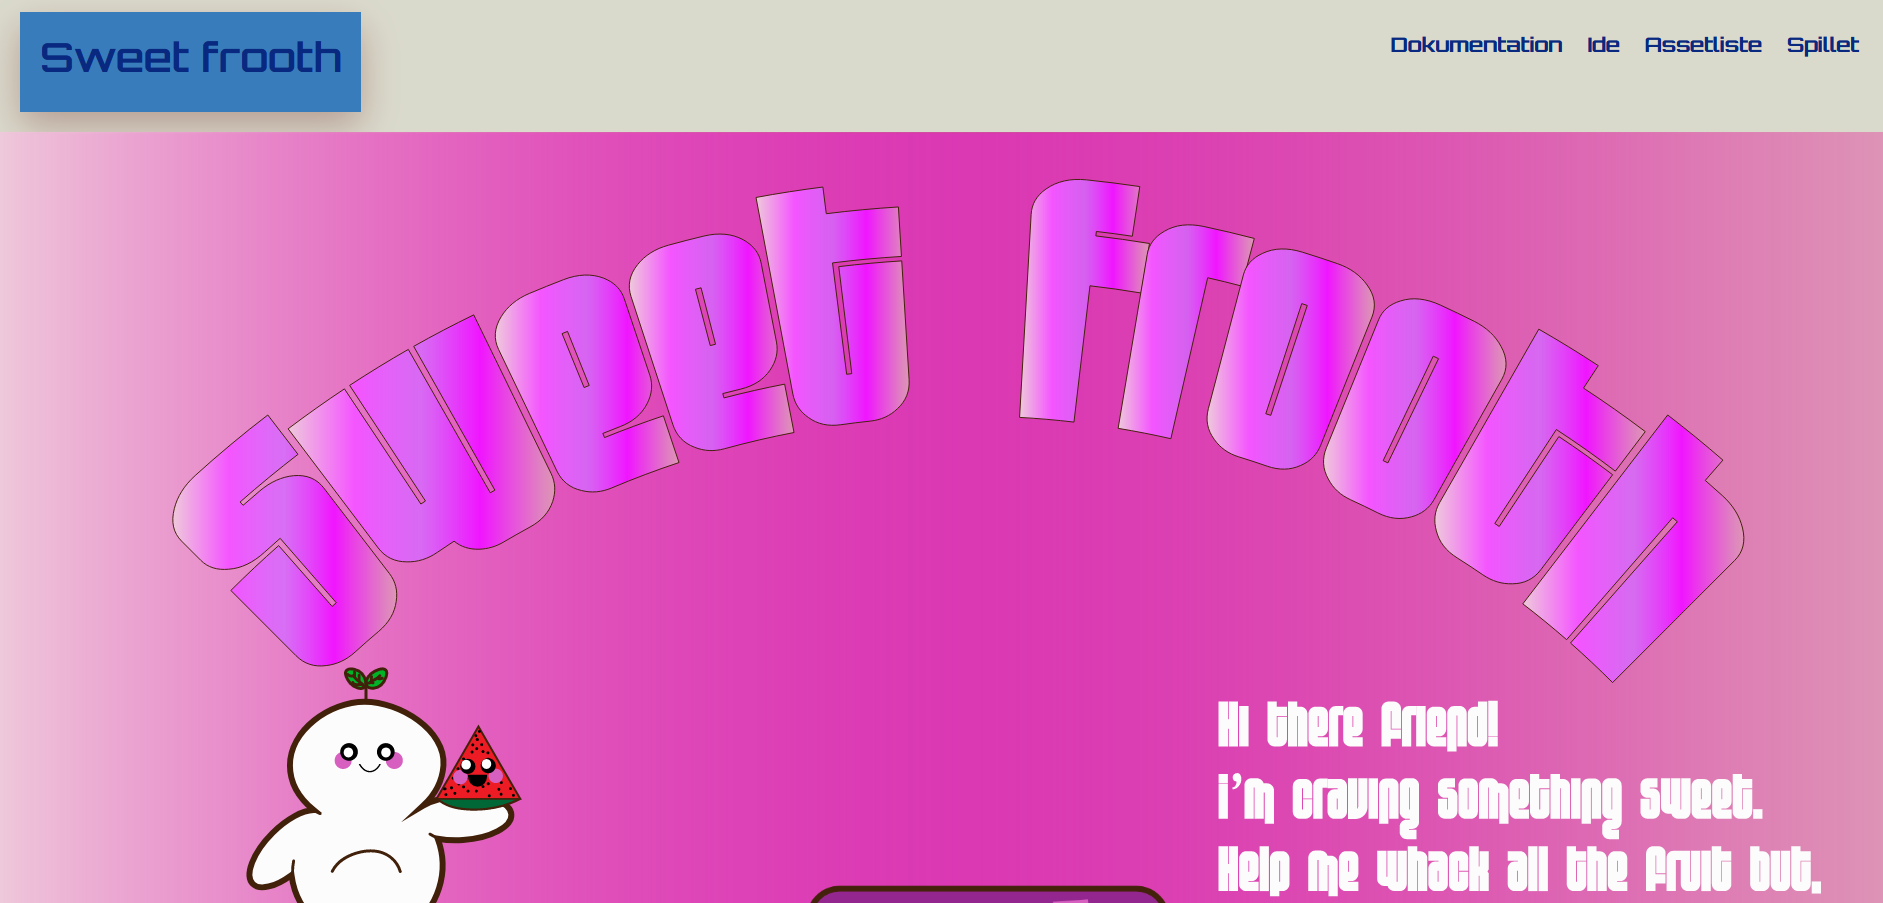 Sweet frooth
Dokumentation Ide Assetliste Spillet
Sweet frooth
Hi there friend!
i'm craving something sweet.
Help me whack all the fruit but.